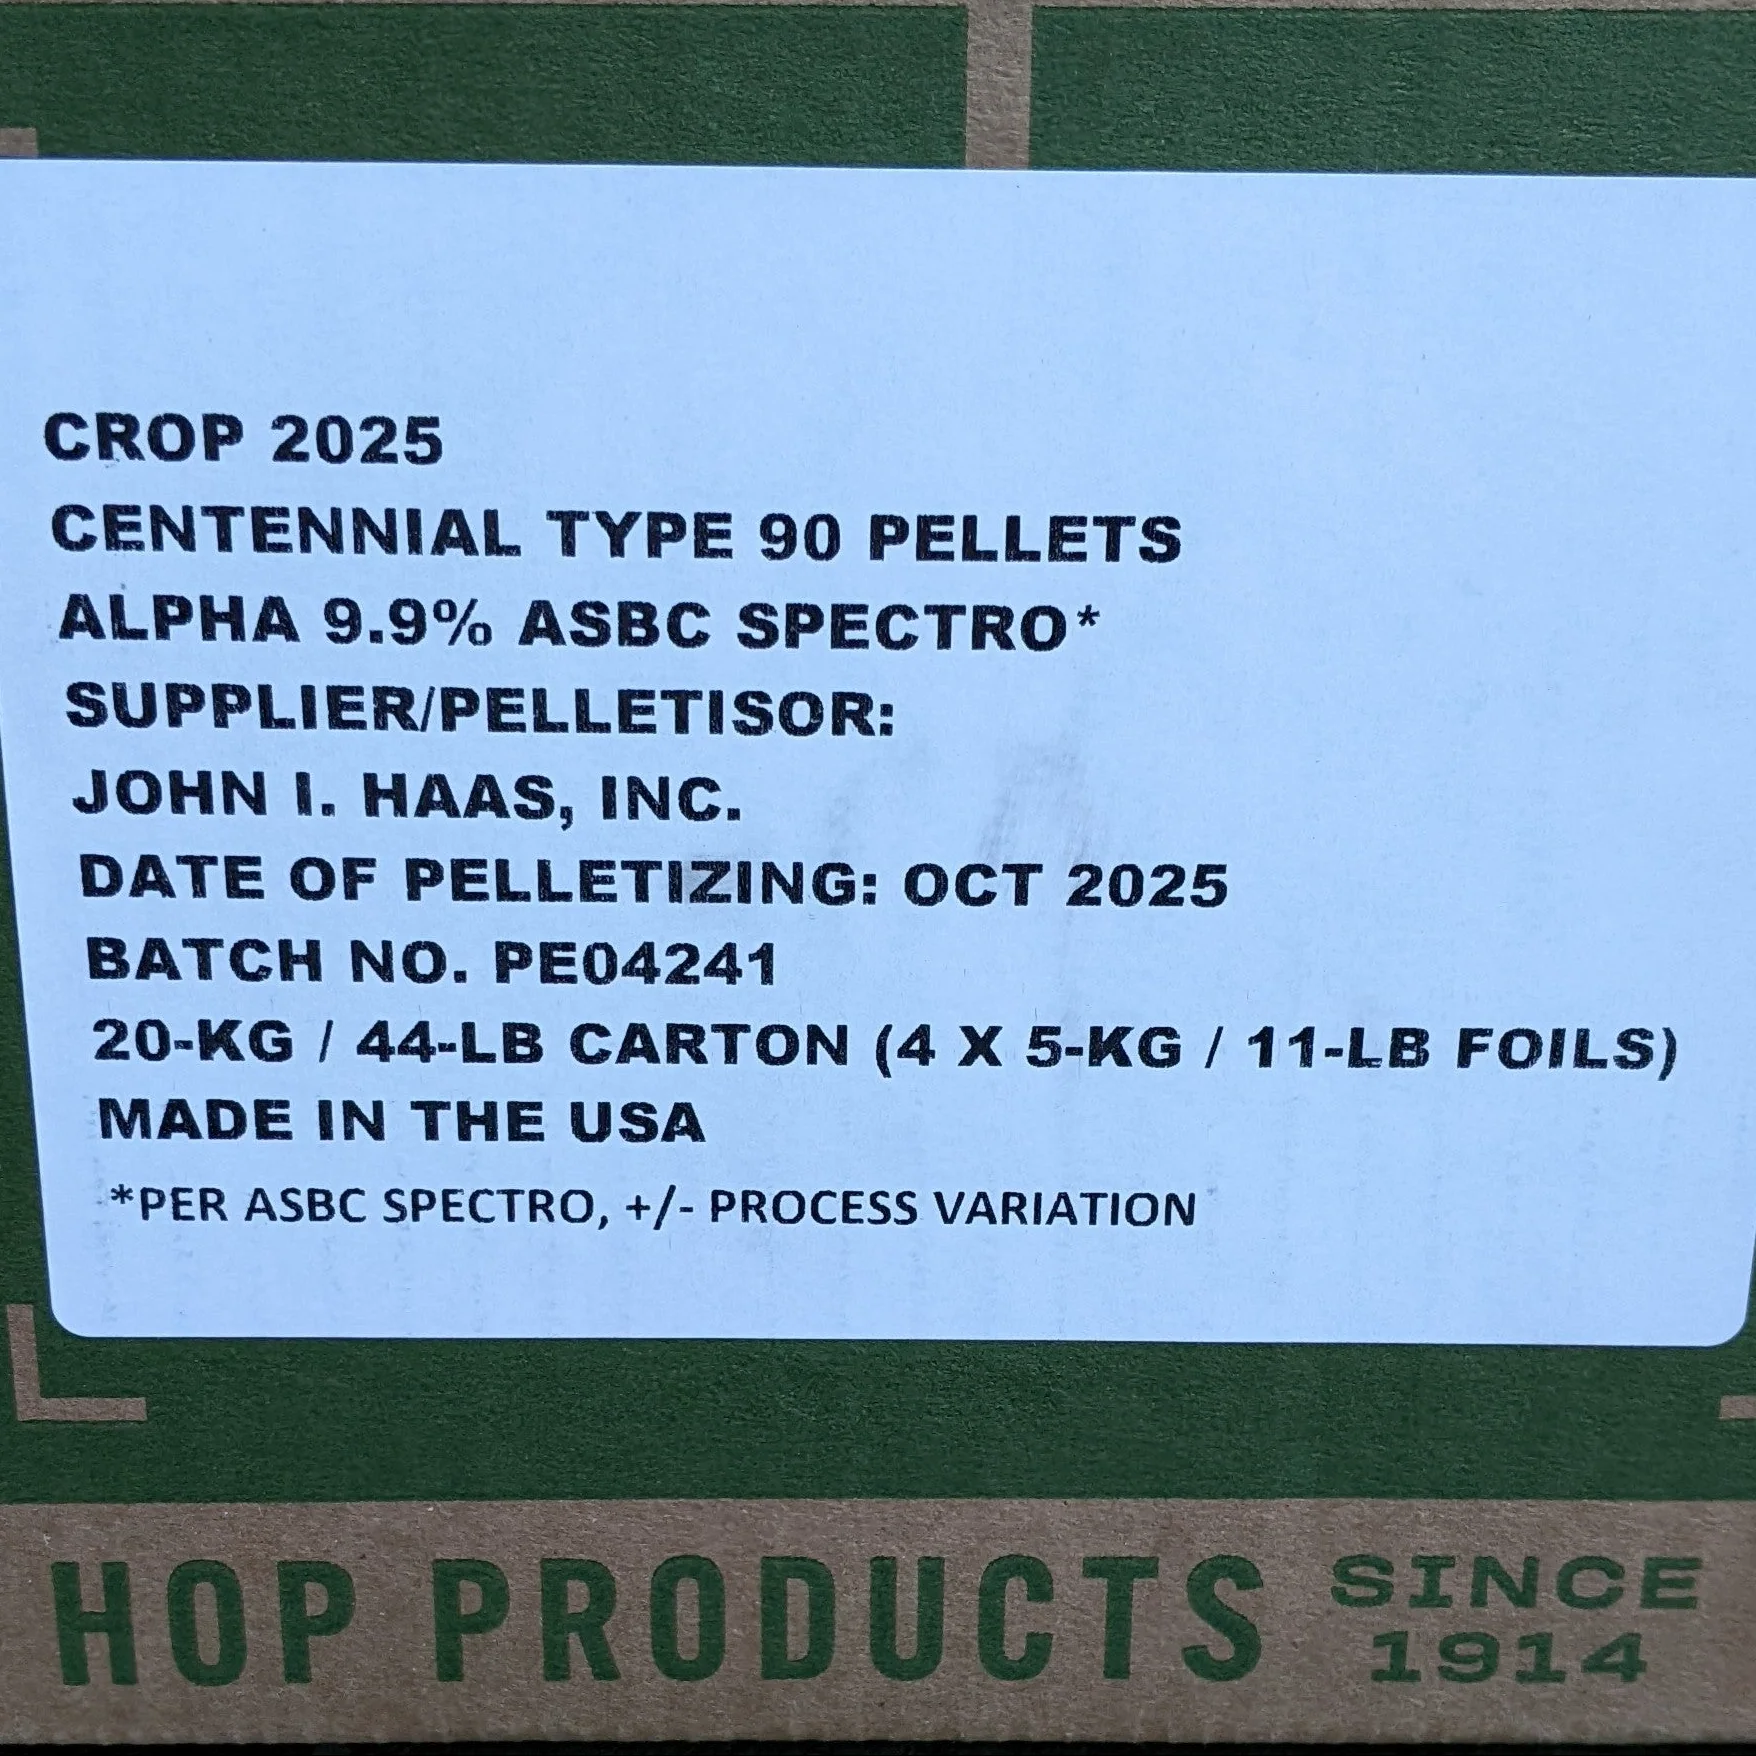 CROP 2025
CENTENNIAL TYPE 90 PELLETS
ALPHA 9.9% ASBC SPECTRO*
SUPPLIER/PELLETISOR:
JOHN I. HAAS, INC.
DATE OF PELLETIZING: OCT 2025
BATCH NO. PE04241
20-KG / 44-LB CARTON (4 X 5-KG / 11-LB FOILS)
MADE IN THE USA
*PER ASBC SPECTRO, +/- PROCESS VARIATION
HOP PRODUCTS
SINCE
1914